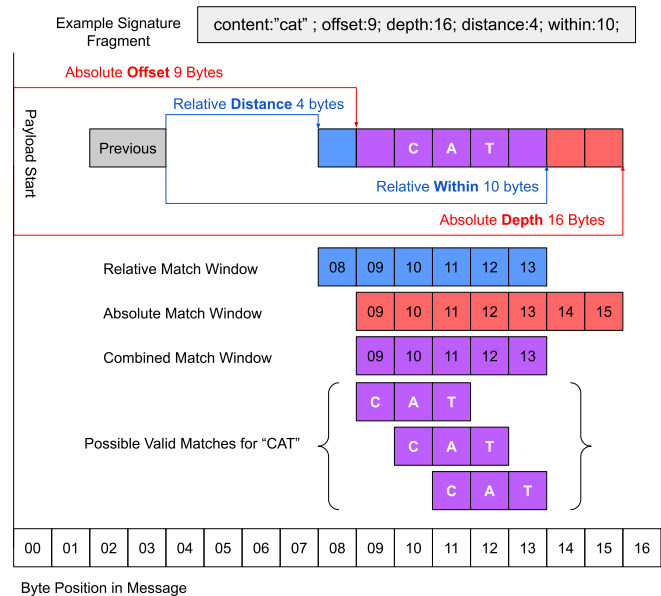 Example Signature
Fragment
content:”cat” ; offset:9; depth:16; distance:4; within:10;
Absolute Offset 9 Bytes
Relative Distance 4 bytes
Payload Start
Previous
C A T
Relative Within 10 bytes
Absolute Depth 16 Bytes
Relative Match Window 08 09 10 11 12 13
Absolute Match Window 09 10 11 12 13 14 15
Combined Match Window 09 10 11 12 13
C A T
Possible Valid Matches for “CAT” C A T
C A T
00 01 02 03 04 05 06 07 08 09 10 11 12 13 14 15 16
Byte Position in Message